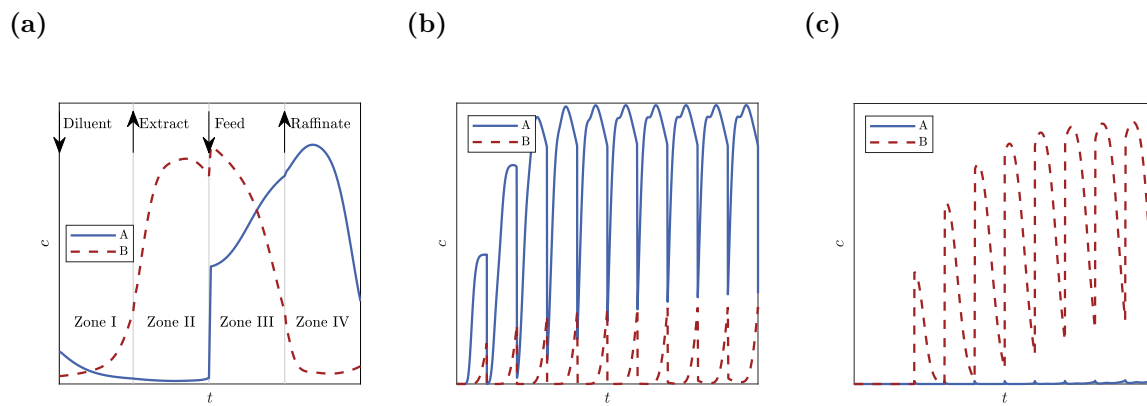 (a)
Diluent
Extract
Feed
Raffinate
A
B
Zone I
Zone II
Zone III
Zone IV
c
t
(b)
A
B
c
t
(c)
A
B
c
t